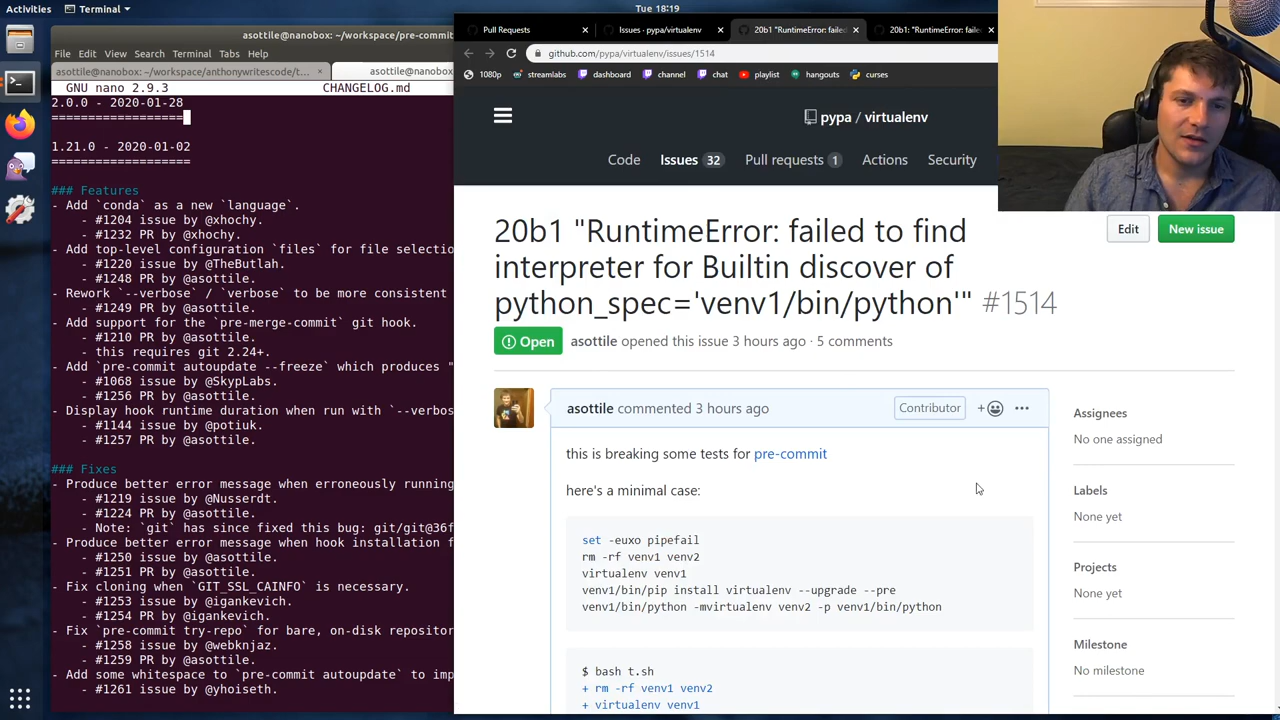 Activities
Terminal
Tue 18:19
asottile@nanobox: ~/workspace/pre-commit
File Edit View Search Terminal Tabs Help
asottile@nanobox: ~/workspace/anthonywritescode/t... ×
asottile@nanobox
GNU nano 2.9.3 CHANGELOG.md
2.0.0 - 2020-01-28
==================
1.21.0 - 2020-01-02
===================
### Features
- Add `conda` as a new `language`.
- #1204 issue by @xhochy.
- #1232 PR by @xhochy.
- Add top-level configuration `files` for file selectio
- #1220 issue by @TheButlah.
- #1248 PR by @asottile.
- Rework `--verbose` / `verbose` to be more consistent
- #1249 PR by @asottile.
- Add support for the `pre-merge-commit` git hook.
- #1210 PR by @asottile.
- this requires git 2.24+.
- Add `pre-commit autoupdate --freeze` which produces "
- #1068 issue by @SkypLabs.
- #1256 PR by @asottile.
- Display hook runtime duration when run with `--verbos
- #1144 issue by @potiuk.
- #1257 PR by @asottile.
### Fixes
- Produce better error message when erroneously running
- #1219 issue by @Nusserdt.
- #1224 PR by @asottile.
- Note: `git` has since fixed this bug: git/git@36f
- Produce better error message when hook installation f
- #1250 issue by @asottile.
- #1251 PR by @asottile.
- Fix cloning when `GIT_SSL_CAINFO` is necessary.
- #1253 issue by @igankevich.
- #1254 PR by @igankevich.
- Fix `pre-commit try-repo` for bare, on-disk repositor
- #1258 issue by @webknjaz.
- #1259 PR by @asottile.
- Add some whitespace to `pre-commit autoupdate` to imp
- #1261 issue by @yhoiseth.
Pull Requests ×
Issues · pypa/virtualenv ×
20b1 "RuntimeError: failed ×
20b1: "RuntimeError: failed ×
github.com/pypa/virtualenv/issues/1514
1080p streamlabs dashboard channel chat playlist hangouts curses
pypa / virtualenv
Code Issues 32 Pull requests 1 Actions Security
20b1 "RuntimeError: failed to find
interpreter for Builtin discover of
python_spec='venv1/bin/python'" #1514
Edit New issue
Open asottile opened this issue 3 hours ago · 5 comments
asottile commented 3 hours ago Contributor + ...
this is breaking some tests for pre-commit
here's a minimal case:
set -euxo pipefail
rm -rf venv1 venv2
virtualenv venv1
venv1/bin/pip install virtualenv --upgrade --pre
venv1/bin/python -mvirtualenv venv2 -p venv1/bin/python
$ bash t.sh
+ rm -rf venv1 venv2
+ virtualenv venv1
Assignees
No one assigned
Labels
None yet
Projects
None yet
Milestone
No milestone